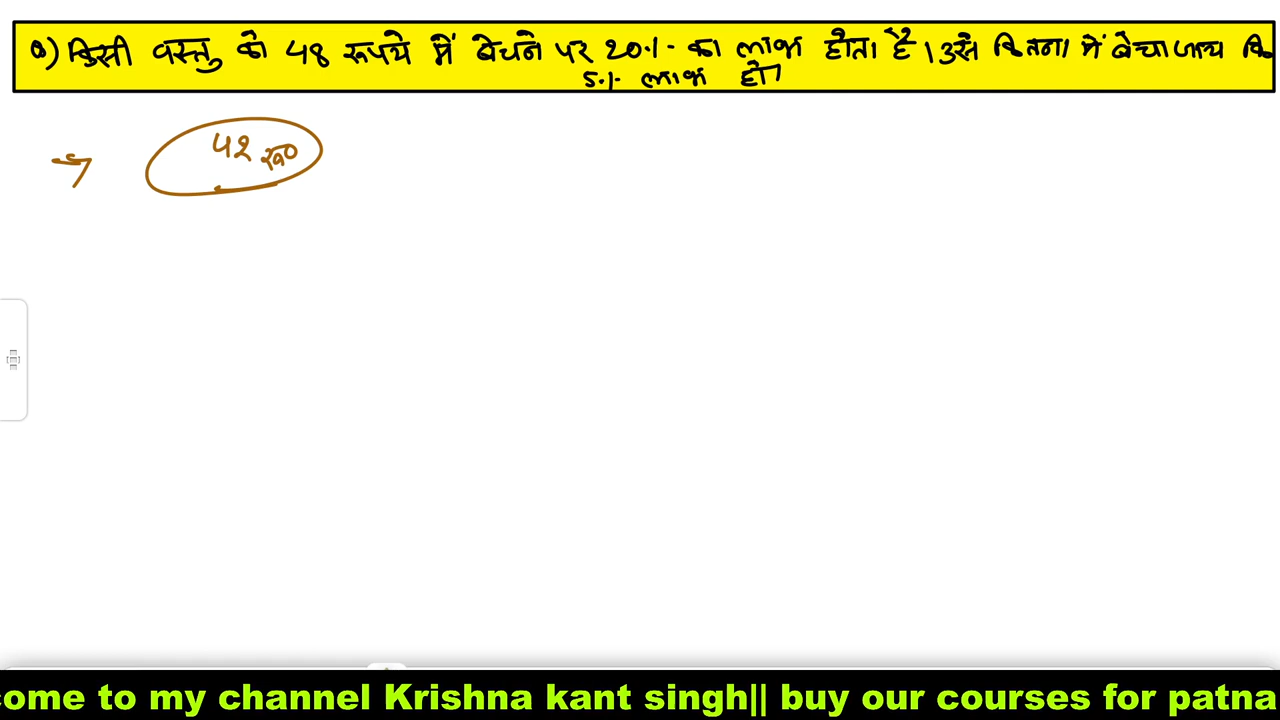 Q) किसी वस्तु को 48 रूपये में बेचने पर 20% का लाभ होता है। उसे कितना में बेचा जाय कि
5% लाभ हो
→ 42 रू०
come to my channel Krishna kant singh|| buy our courses for patna